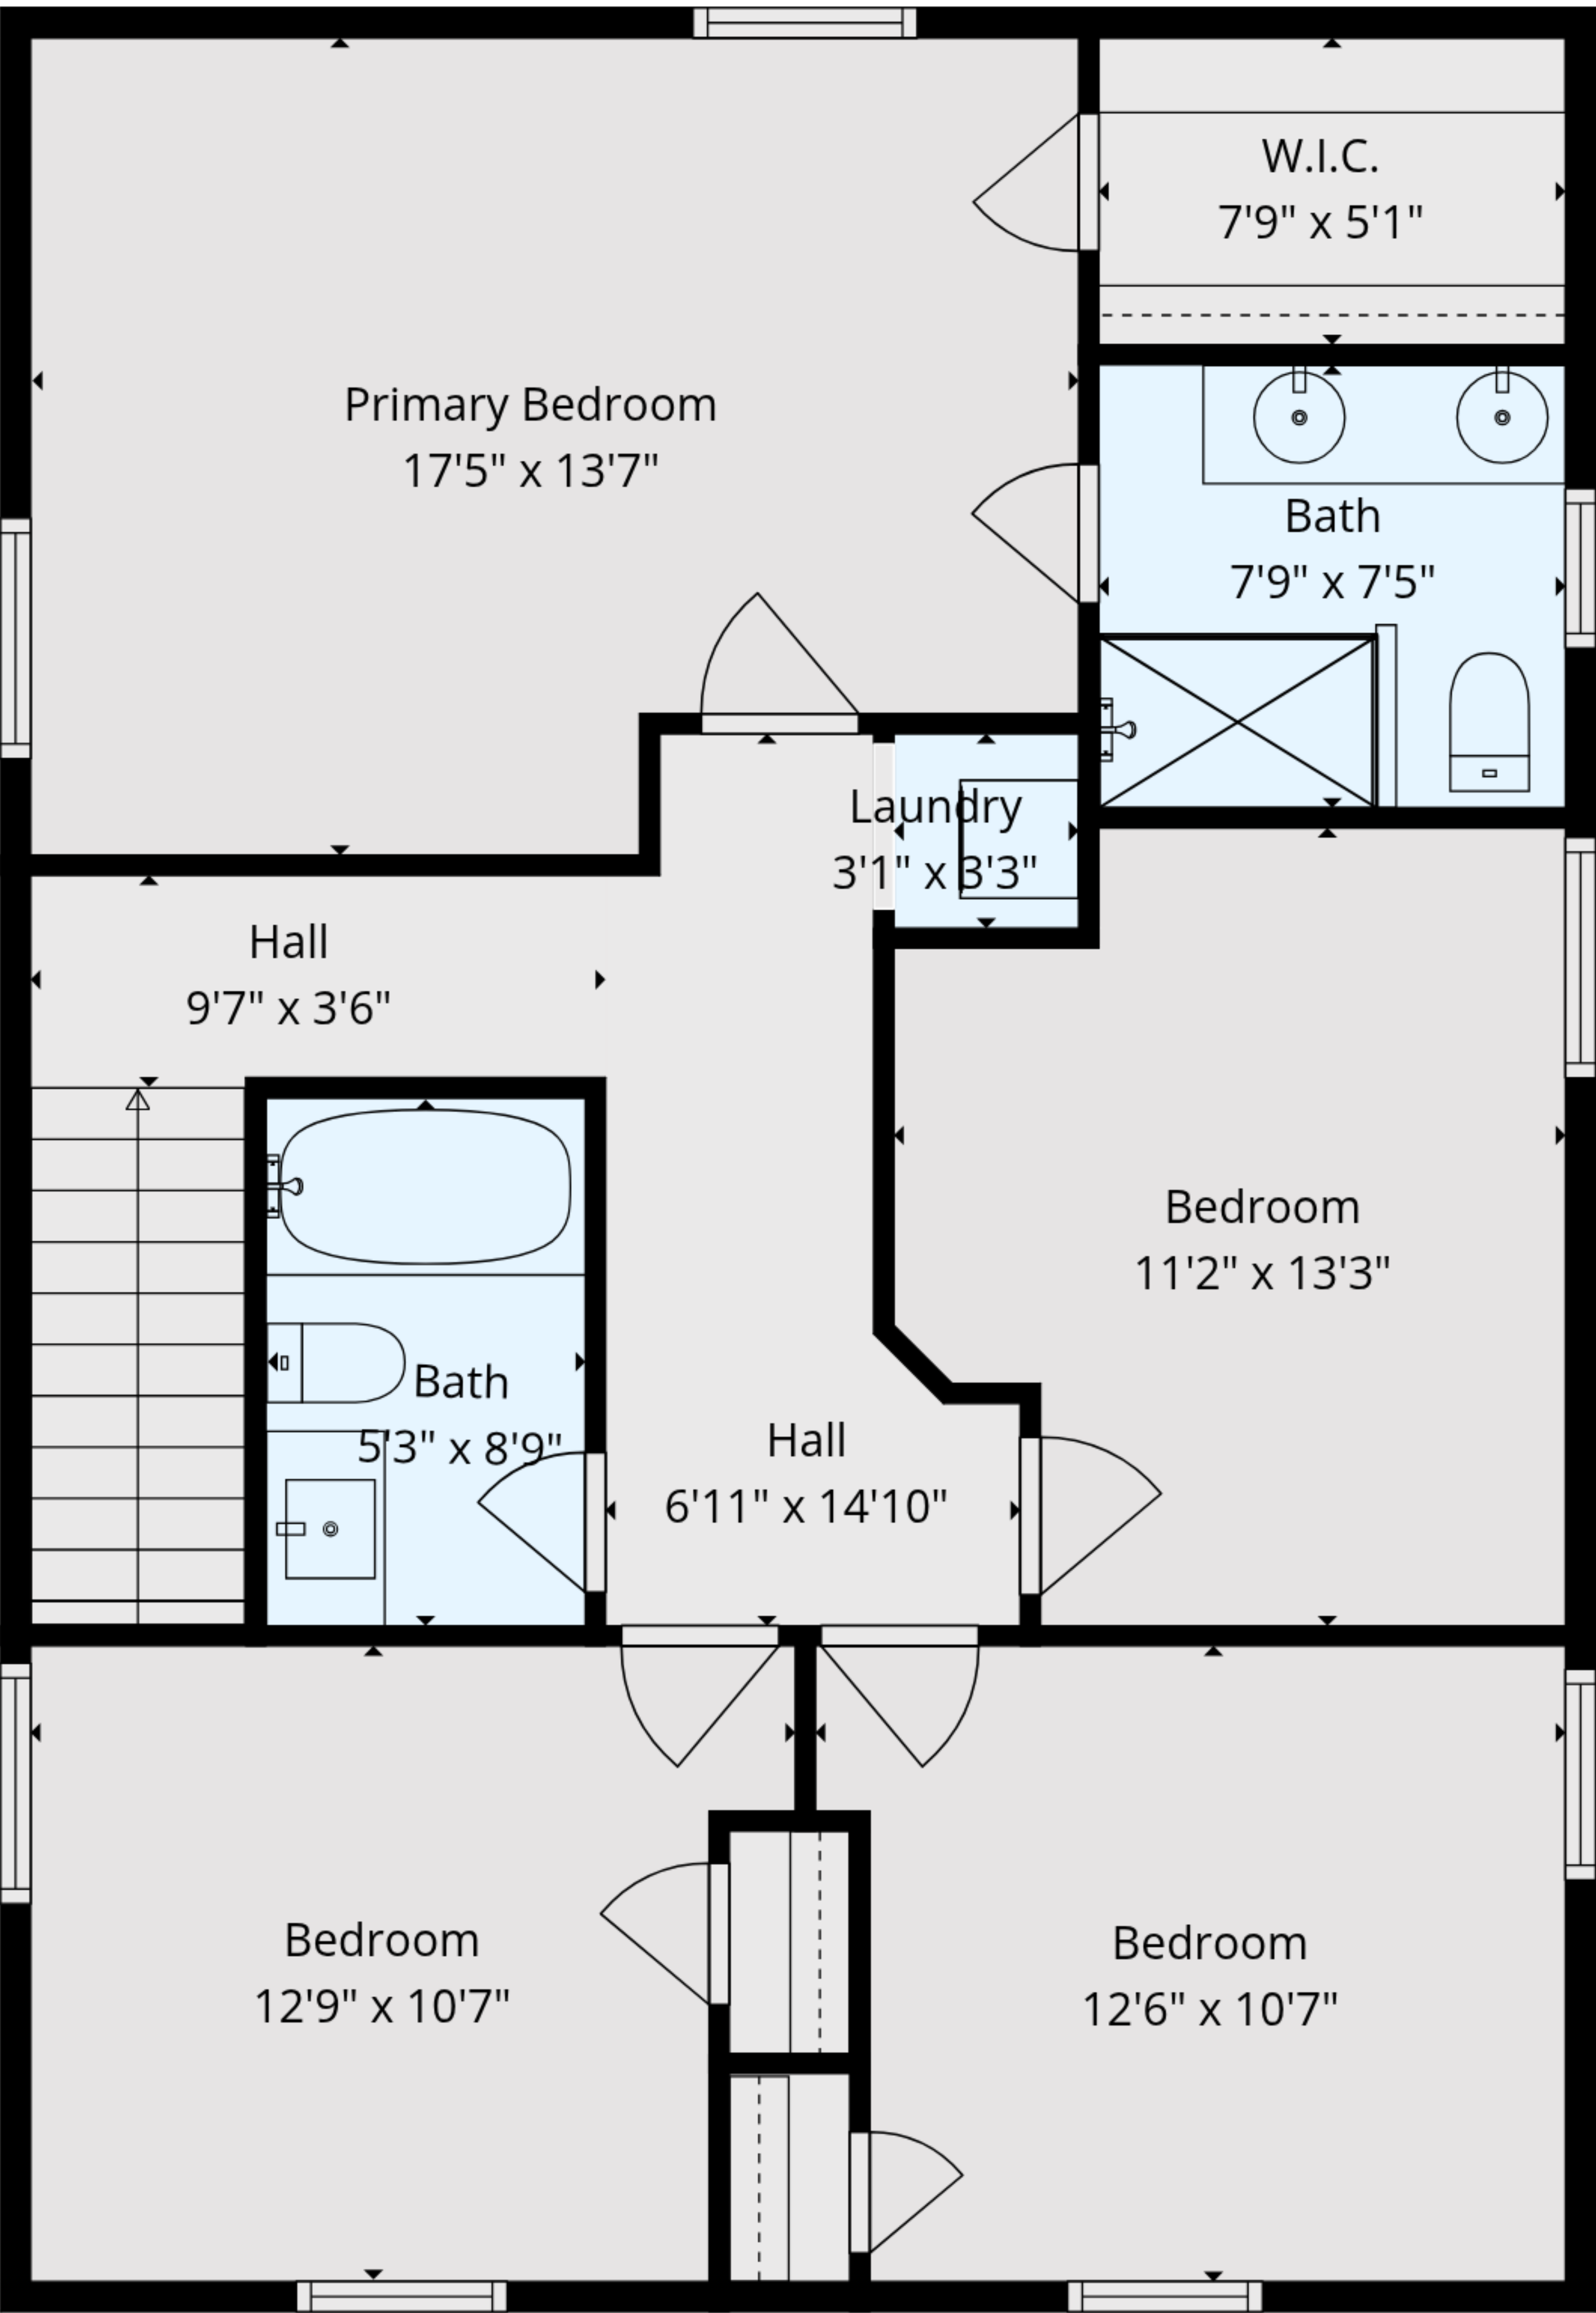 W.I.C.
7'9" x 5'1"
Primary Bedroom
17'5" x 13'7"
Bath
7'9" x 7'5"
Laundry
3'1" x 3'3"
Hall
9'7" x 3'6"
Bedroom
11'2" x 13'3"
Bath
5'3" x 8'9"
Hall
6'11" x 14'10"
Bedroom
12'9" x 10'7"
Bedroom
12'6" x 10'7"